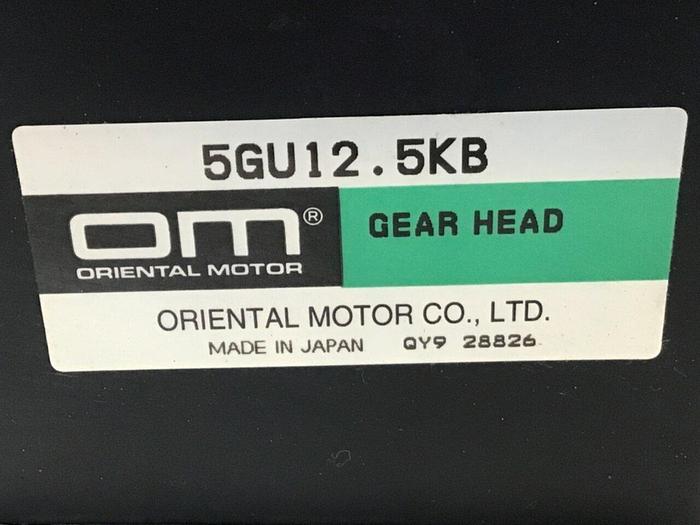 5GU12.5KB
om®
ORIENTAL MOTOR
GEAR HEAD
ORIENTAL MOTOR CO., LTD.
MADE IN JAPAN QY9 28826